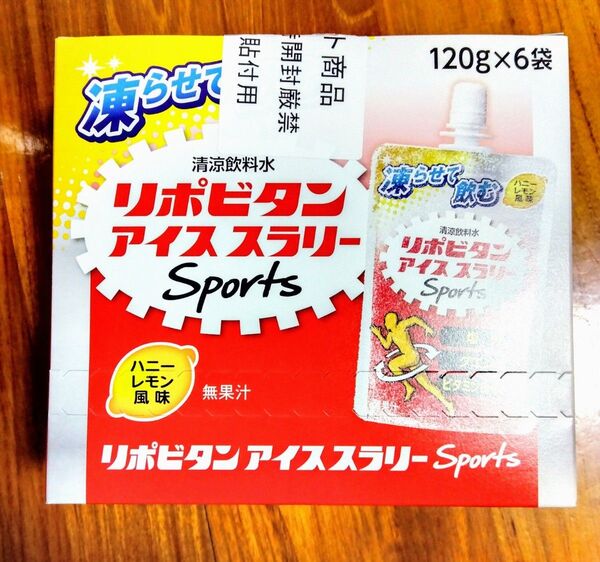 凍らせて
ト商品
開封厳禁
貼付用
120g×6袋
清涼飲料水
リポビタン
アイススラリー
Sports
ハニー
レモン
風味
無果汁
凍らせて
飲む
ハニー
レモン
風味
清涼飲料水
リポビタン
アイススラリー
Sports
リポビタン アイススラリー Sports